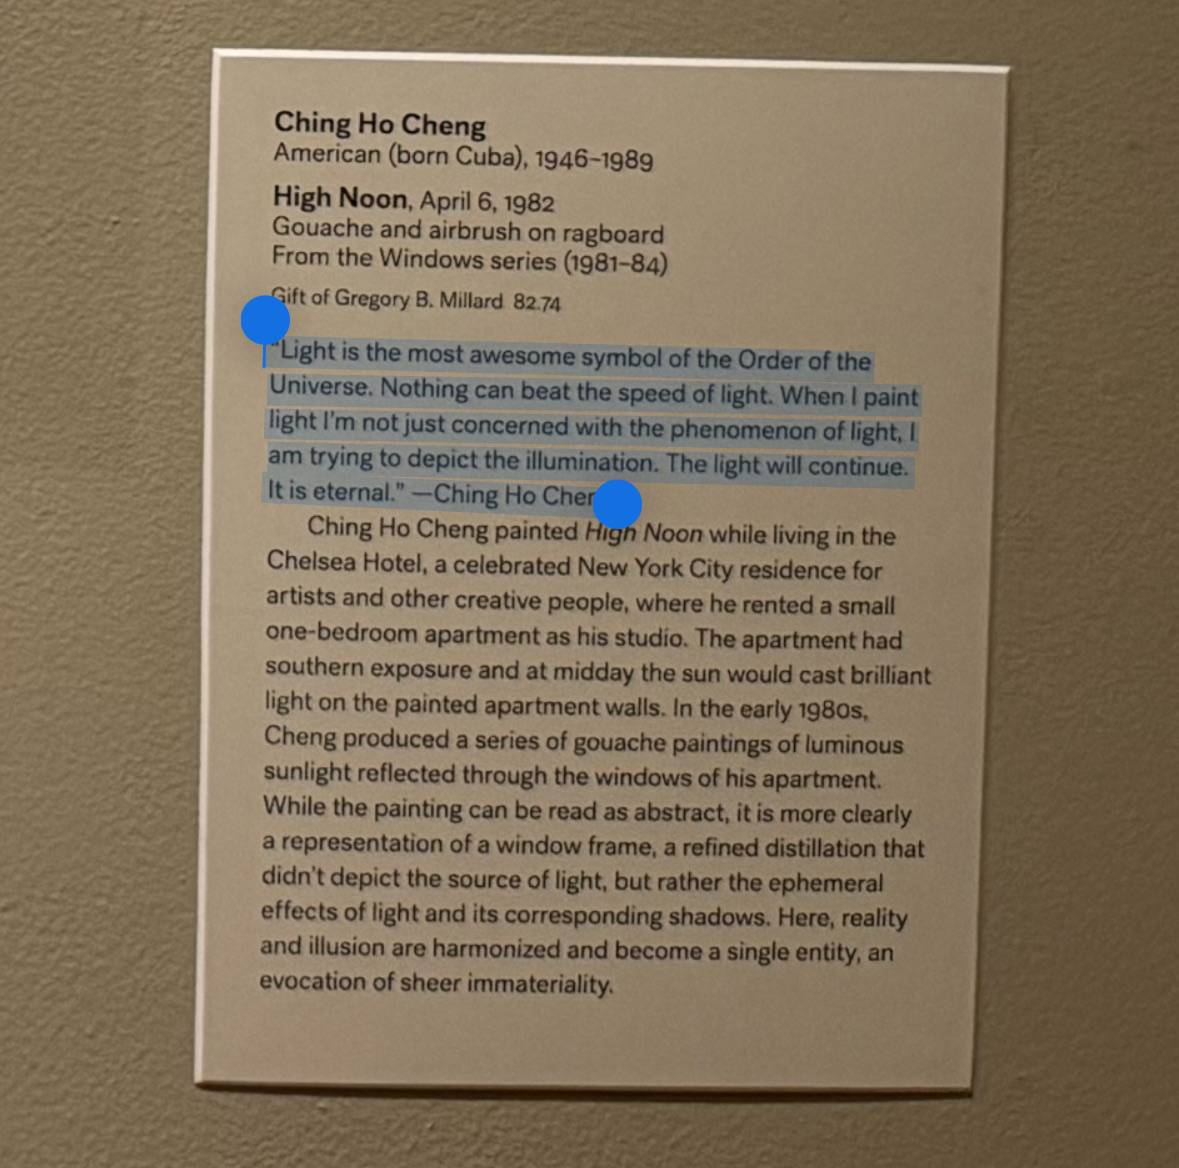 Ching Ho Cheng
American (born Cuba), 1946–1989
High Noon, April 6, 1982
Gouache and airbrush on ragboard
From the Windows series (1981–84)
Gift of Gregory B. Millard 82.74
“Light is the most awesome symbol of the Order of the
Universe. Nothing can beat the speed of light. When I paint
light I’m not just concerned with the phenomenon of light, I
am trying to depict the illumination. The light will continue.
It is eternal.” —Ching Ho
Ching Ho Cheng painted High Noon while living in the
Chelsea Hotel, a celebrated New York City residence for
artists and other creative people, where he rented a small
one-bedroom apartment as his studio. The apartment had
southern exposure and at midday the sun would cast brilliant
light on the painted apartment walls. In the early 1980s,
Cheng produced a series of gouache paintings of luminous
sunlight reflected through the windows of his apartment.
While the painting can be read as abstract, it is more clearly
a representation of a window frame, a refined distillation that
didn’t depict the source of light, but rather the ephemeral
effects of light and its corresponding shadows. Here, reality
and illusion are harmonized and become a single entity, an
evocation of sheer immateriality.